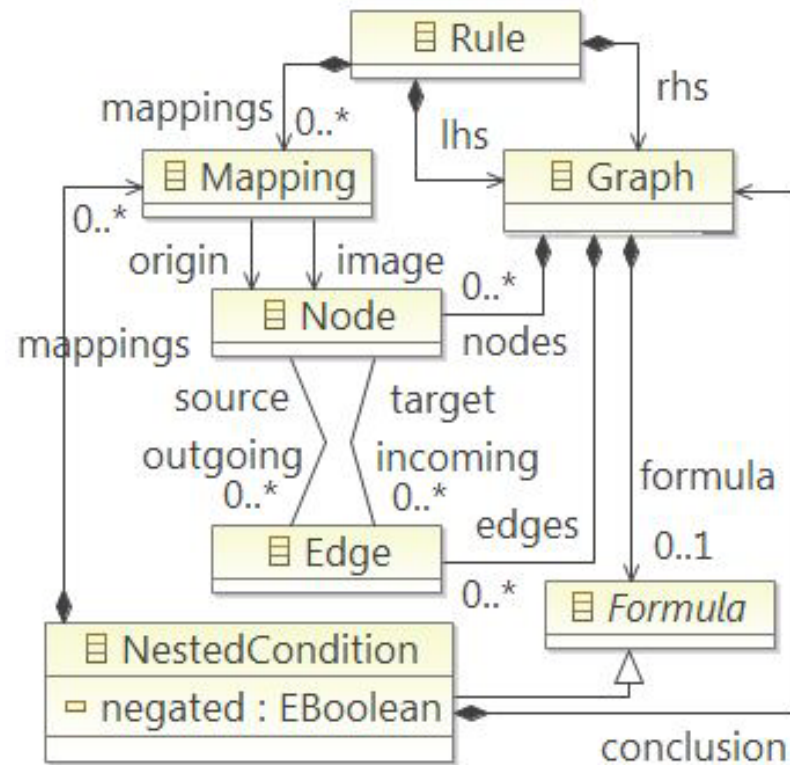 Rule
mappings
0..*
lhs
rhs
Mapping
Graph
0..*
origin
image
0..*
Node
mappings
nodes
source
target
outgoing
incoming
0..*
0..*
formula
Edge
edges
0..1
0..*
Formula
NestedCondition
negated : EBoolean
conclusion